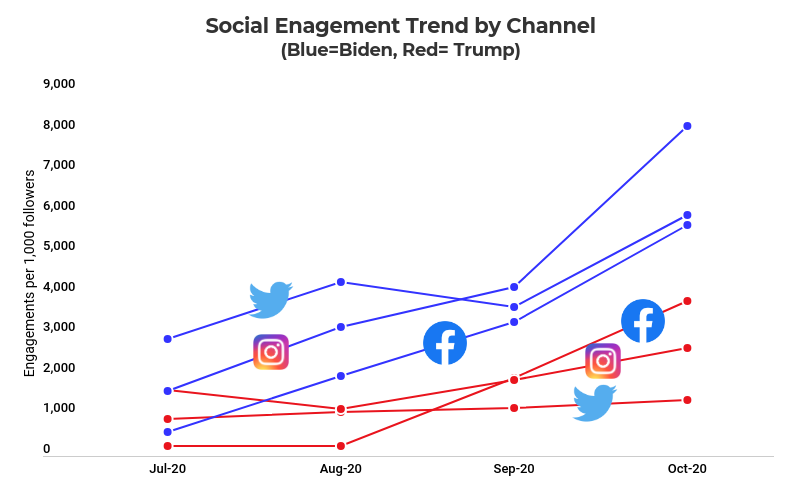 Social Enagement Trend by Channel
(Blue=Biden, Red= Trump)
9,000
8,000
7,000
6,000
5,000
4,000
3,000
2,000
1,000
0
Engagements per 1,000 followers
Jul-20 Aug-20 Sep-20 Oct-20